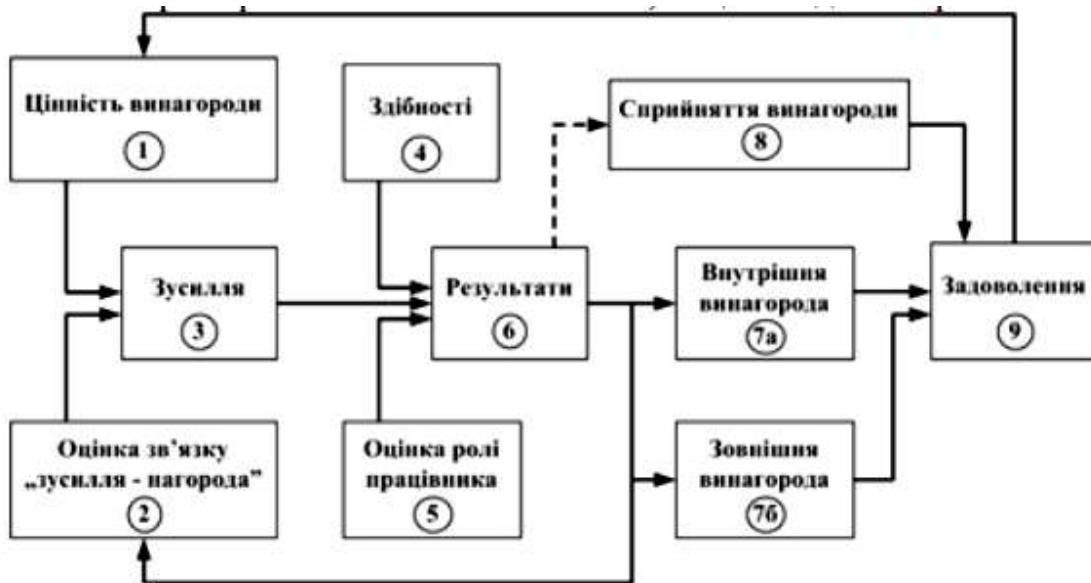 Цінність винагороди
1
Здібності
4
Сприйняття винагороди
8
Зусилля
3
Результати
6
Внутрішня
винагорода
7а
Задоволення
9
Оцінка зв’язку
„зусилля - нагорода”
2
Оцінка ролі
працівника
5
Зовнішня
винагорода
7б